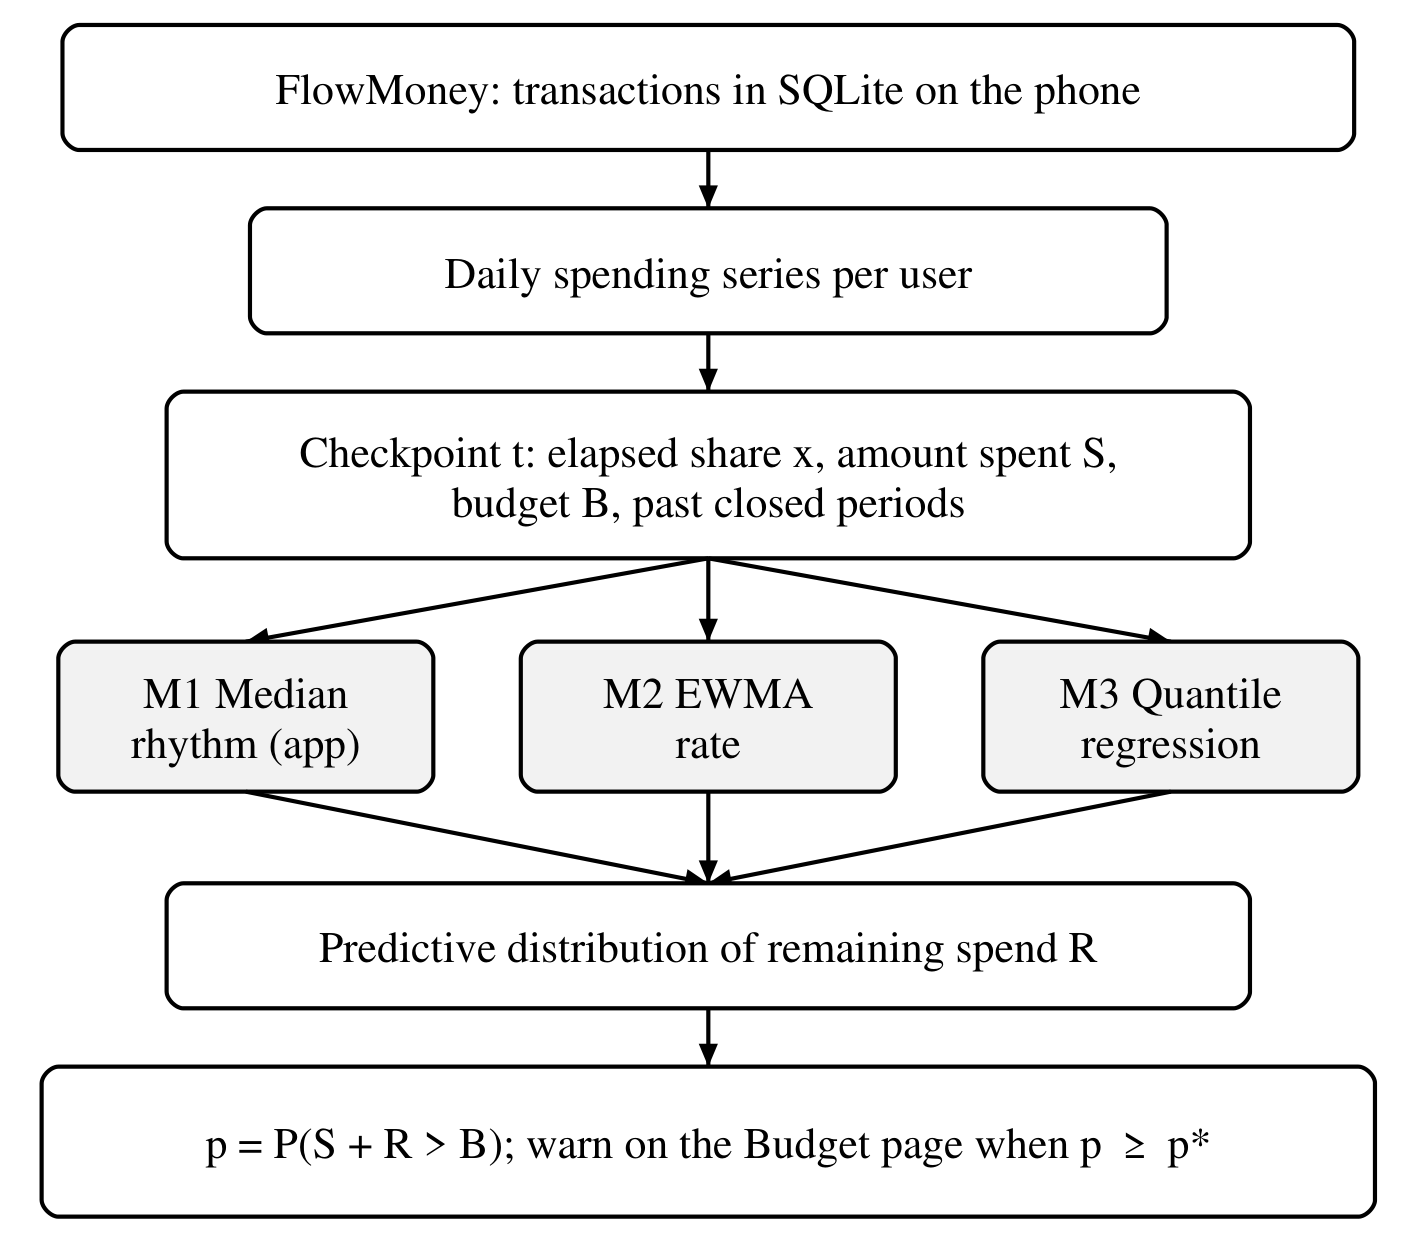 FlowMoney: transactions in SQLite on the phone
Daily spending series per user
Checkpoint t: elapsed share x, amount spent S,
budget B, past closed periods
M1 Median
rhythm (app)
M2 EWMA
rate
M3 Quantile
regression
Predictive distribution of remaining spend R
p = P(S + R > B); warn on the Budget page when p ≥ p*